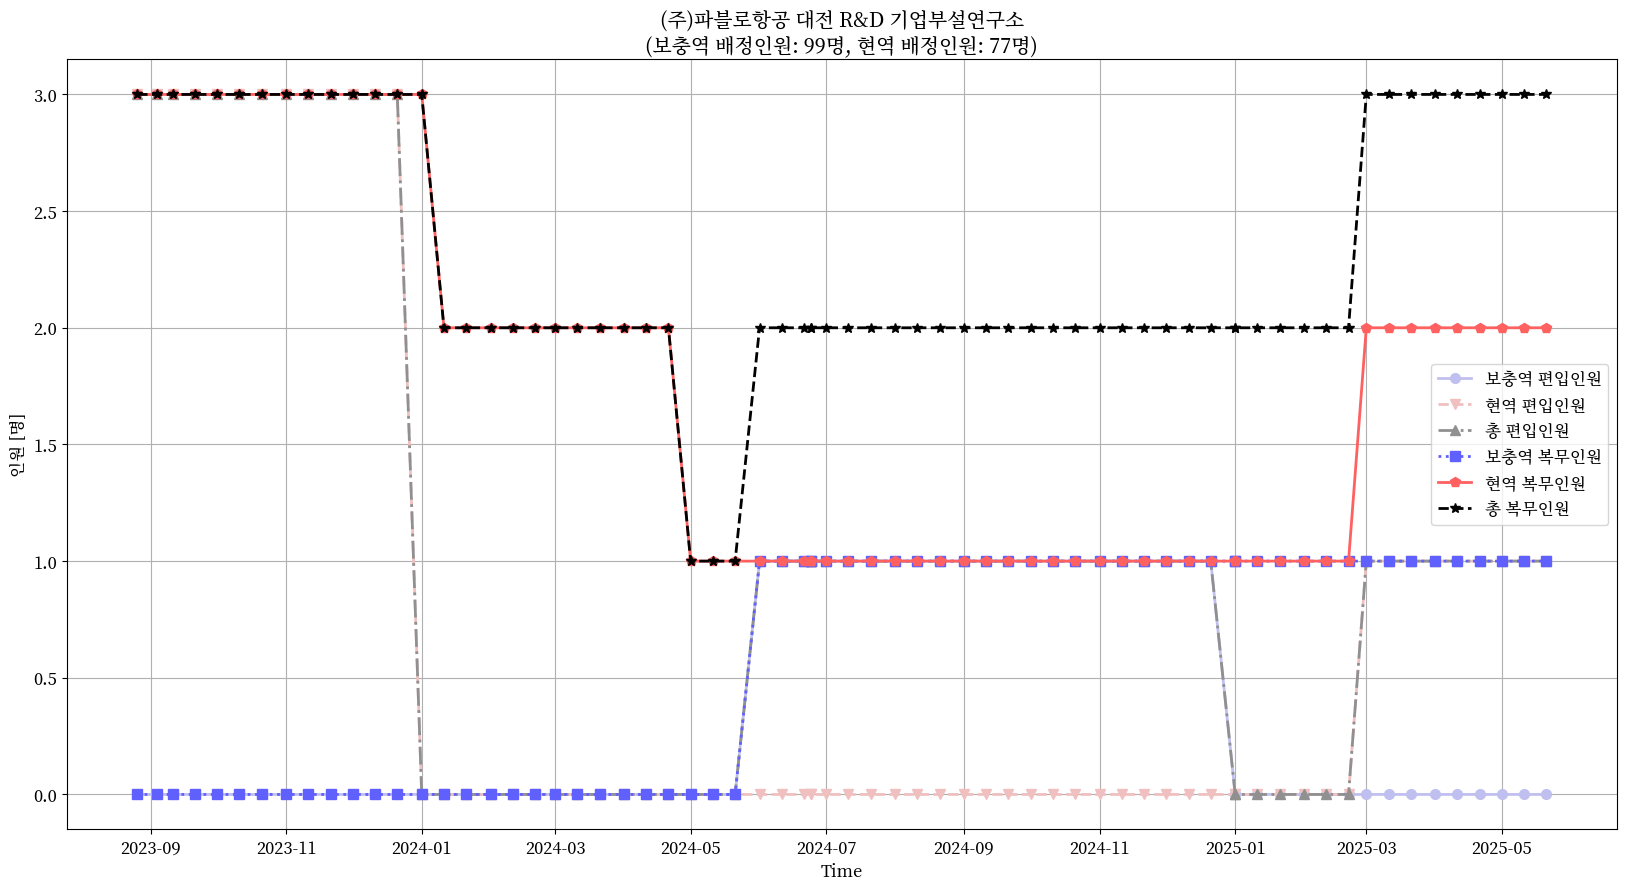 (주)파블로항공 대전 R&D 기업부설연구소
(보충역 배정인원: 99명, 현역 배정인원: 77명)
3.0
2.5
2.0
1.5
1.0
0.5
0.0
인원 [명]
보충역 편입인원
현역 편입인원
총 편입인원
보충역 복무인원
현역 복무인원
총 복무인원
2023-09 2023-11 2024-01 2024-03 2024-05 2024-07 2024-09 2024-11 2025-01 2025-03 2025-05
Time